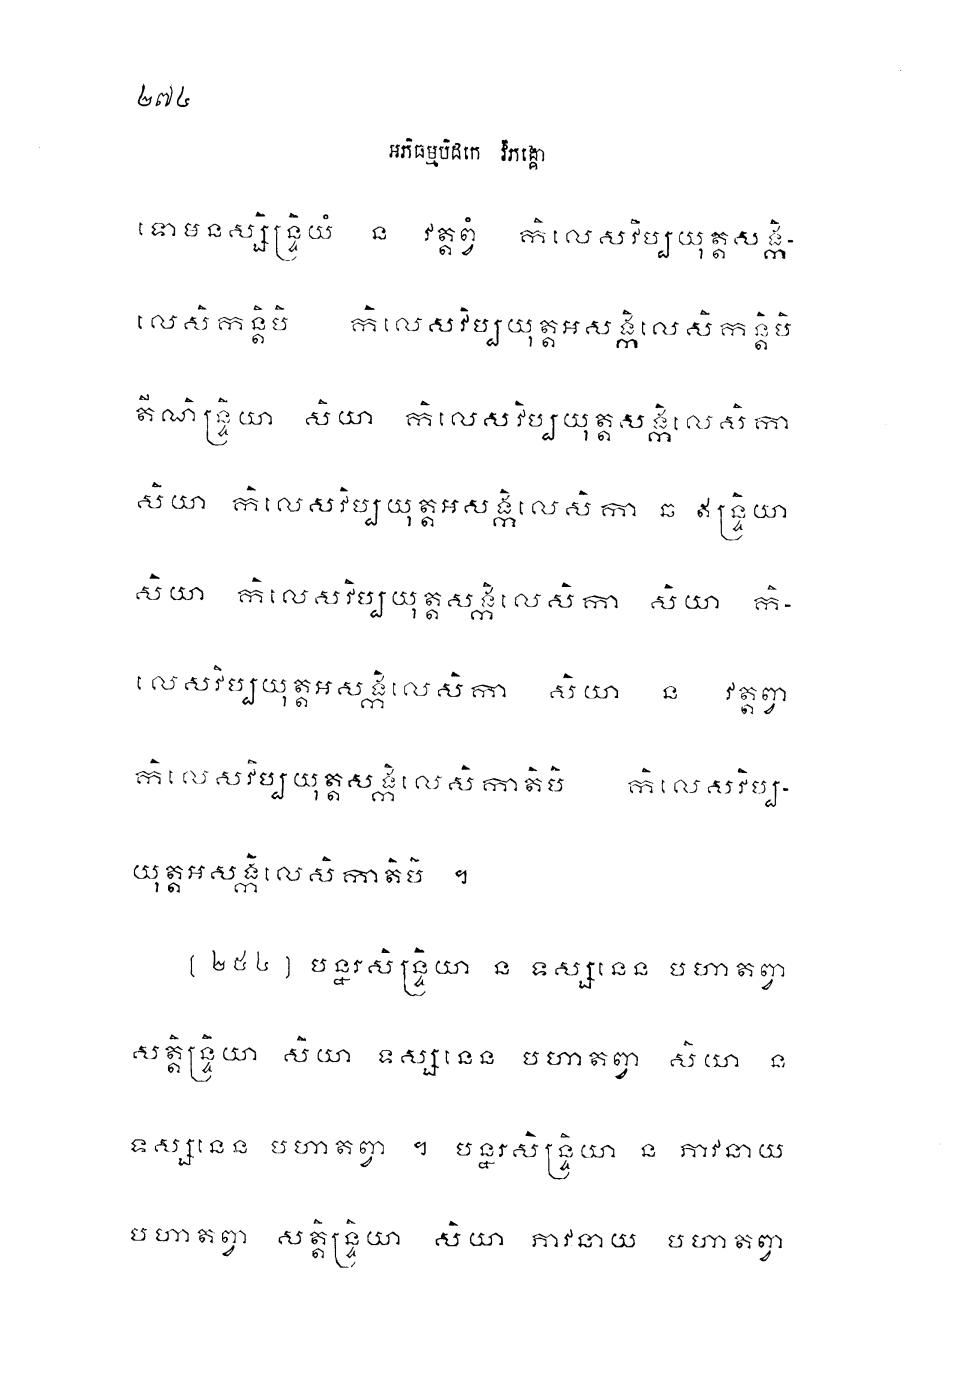 ២៧៤
អភិធម្មបិដកេ វិភង្គោ
ទោមនស្សិន្ទ្រិយំ ន វត្តព្វំ កិលេសវិប្បយុត្តសង្កិ-
លេសិកន្តិបិ កិលេសវិប្បយុត្តអសង្កិលេសិកន្តិបិ
តីណិន្ទ្រិយា សិយា កិលេសវិប្បយុត្តសង្កិលេសិកា
សិយា កិលេសវិប្បយុត្តអសង្កិលេសិកា ឆ ឥន្ទ្រិយា
សិយា កិលេសវិប្បយុត្តសង្កិលេសិកា សិយា កិ-
លេសវិប្បយុត្តអសង្កិលេសិកា សិយា ន វត្តព្វា
កិលេសវិប្បយុត្តសង្កិលេសិកាតិបិ កិលេសវិប្ប-
យុត្តអសង្កិលេសិកាតិបិ ។
[២៥៤] បន្នរសិន្ទ្រិយា ន ទស្សនេន បហាតព្វា
សត្តិន្ទ្រិយា សិយា ទស្សនេន បហាតព្វា សិយា ន
ទស្សនេន បហាតព្វា ។ បន្នរសិន្ទ្រិយា ន ភាវនាយ
បហាតព្វា សត្តិន្ទ្រិយា សិយា ភាវនាយ បហាតព្វា